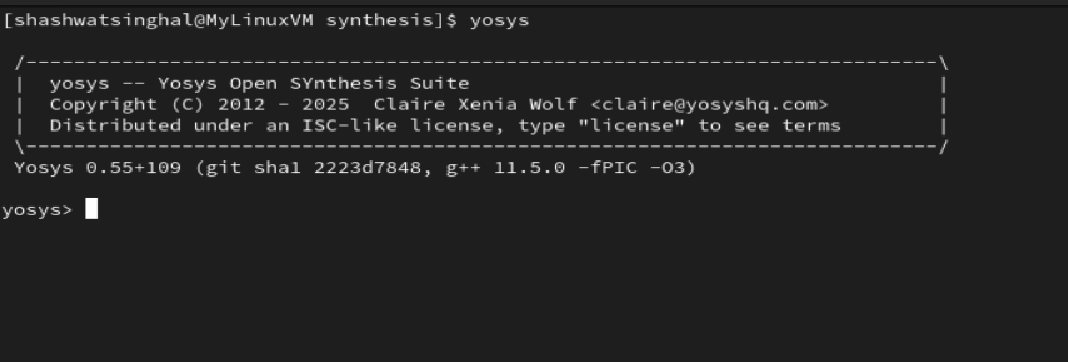 [shashwatsinghal@MyLinuxVM synthesis]$ yosys
/----------------------------------------------------------------------------\
|  yosys -- Yosys Open SYnthesis Suite                                       |
|  Copyright (C) 2012 - 2025  Claire Xenia Wolf <claire@yosyshq.com>         |
|  Distributed under an ISC-like license, type "license" to see terms        |
\----------------------------------------------------------------------------/
Yosys 0.55+109 (git sha1 2223d7848, g++ 11.5.0 -fPIC -O3)
yosys>